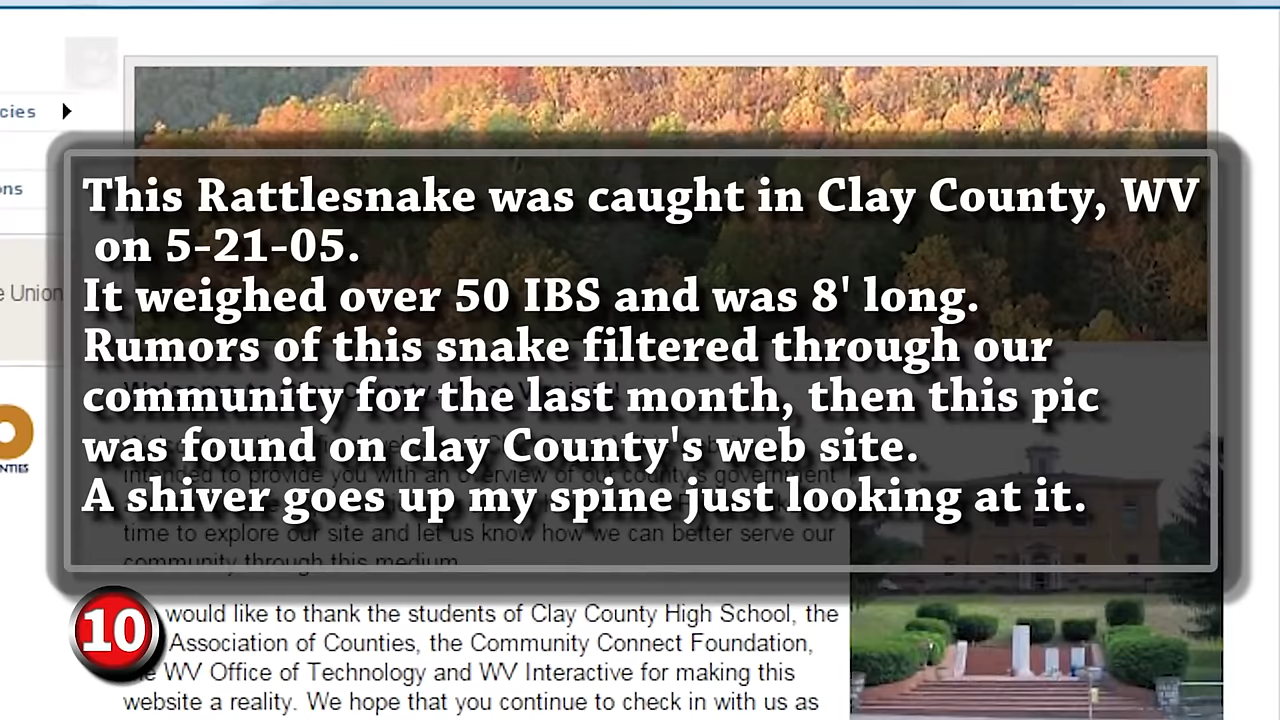 cies
ons
e Union
NTIES
This Rattlesnake was caught in Clay County, WV
on 5-21-05.
It weighed over 50 IBS and was 8' long.
Rumors of this snake filtered through our
community for the last month, then this pic
was found on clay County's web site.
A shiver goes up my spine just looking at it.
intended to provide you with an overview of our county's government
time to explore our site and let us know how we can better serve our
community through this medium
10
would like to thank the students of Clay County High School, the
Association of Counties, the Community Connect Foundation,
WV Office of Technology and WV Interactive for making this
website a reality. We hope that you continue to check in with us as